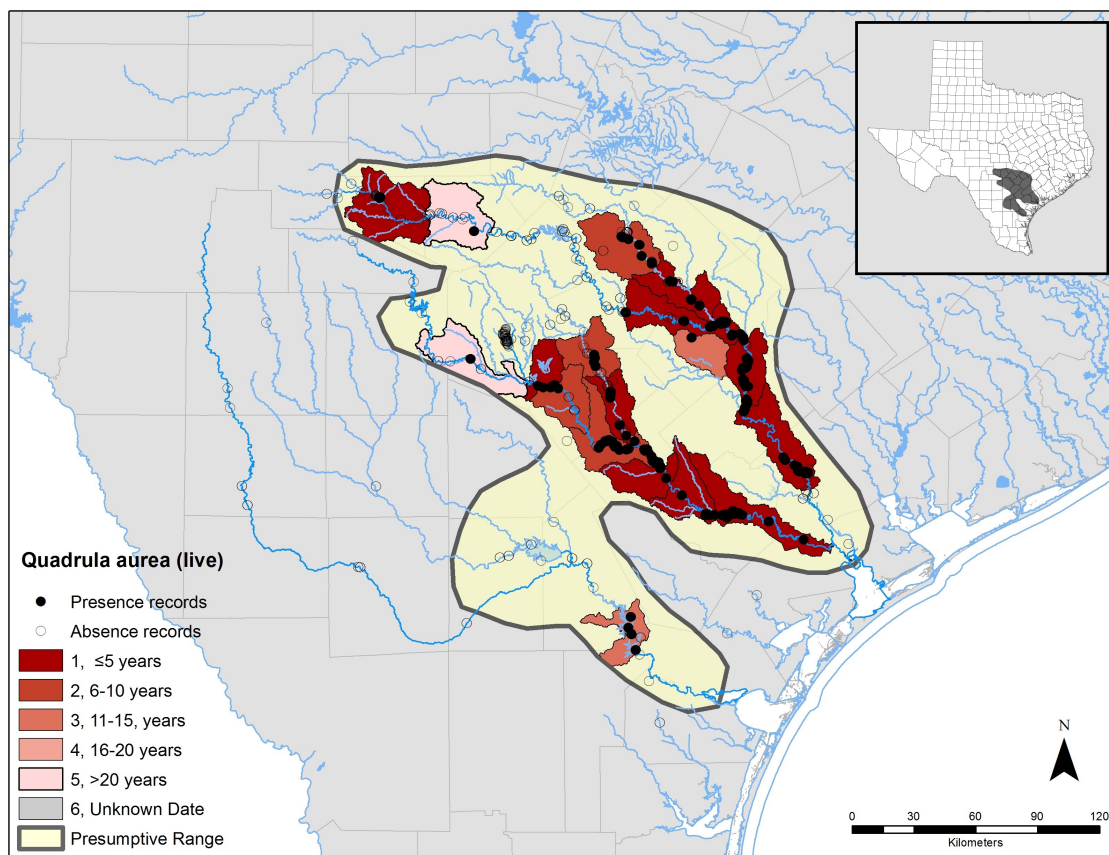 Quadrula aurea (live)
Presence records
Absence records
1, ≤5 years
2, 6-10 years
3, 11-15, years
4, 16-20 years
5, >20 years
6, Unknown Date
Presumptive Range
N
0 30 60 90 120
Kilometers